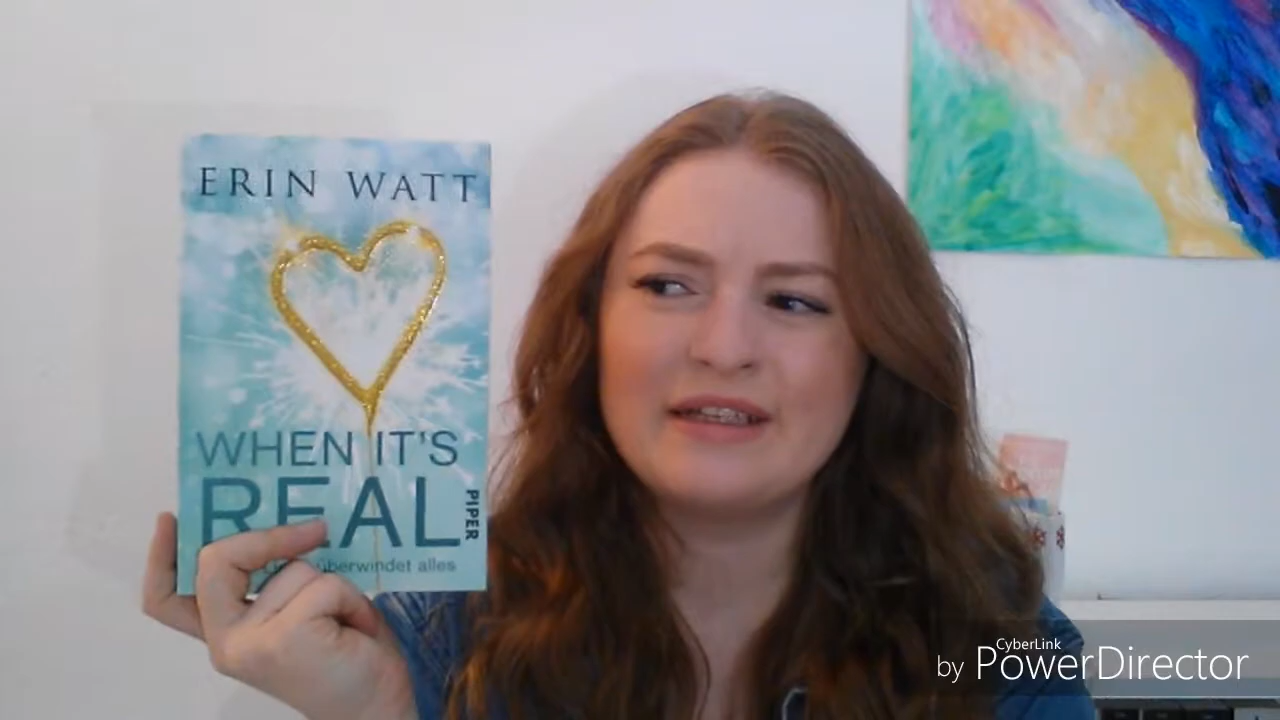 ERIN WATT
WHEN IT'S
REAL
PIPER
überwindet alles
CyberLink
by PowerDirector